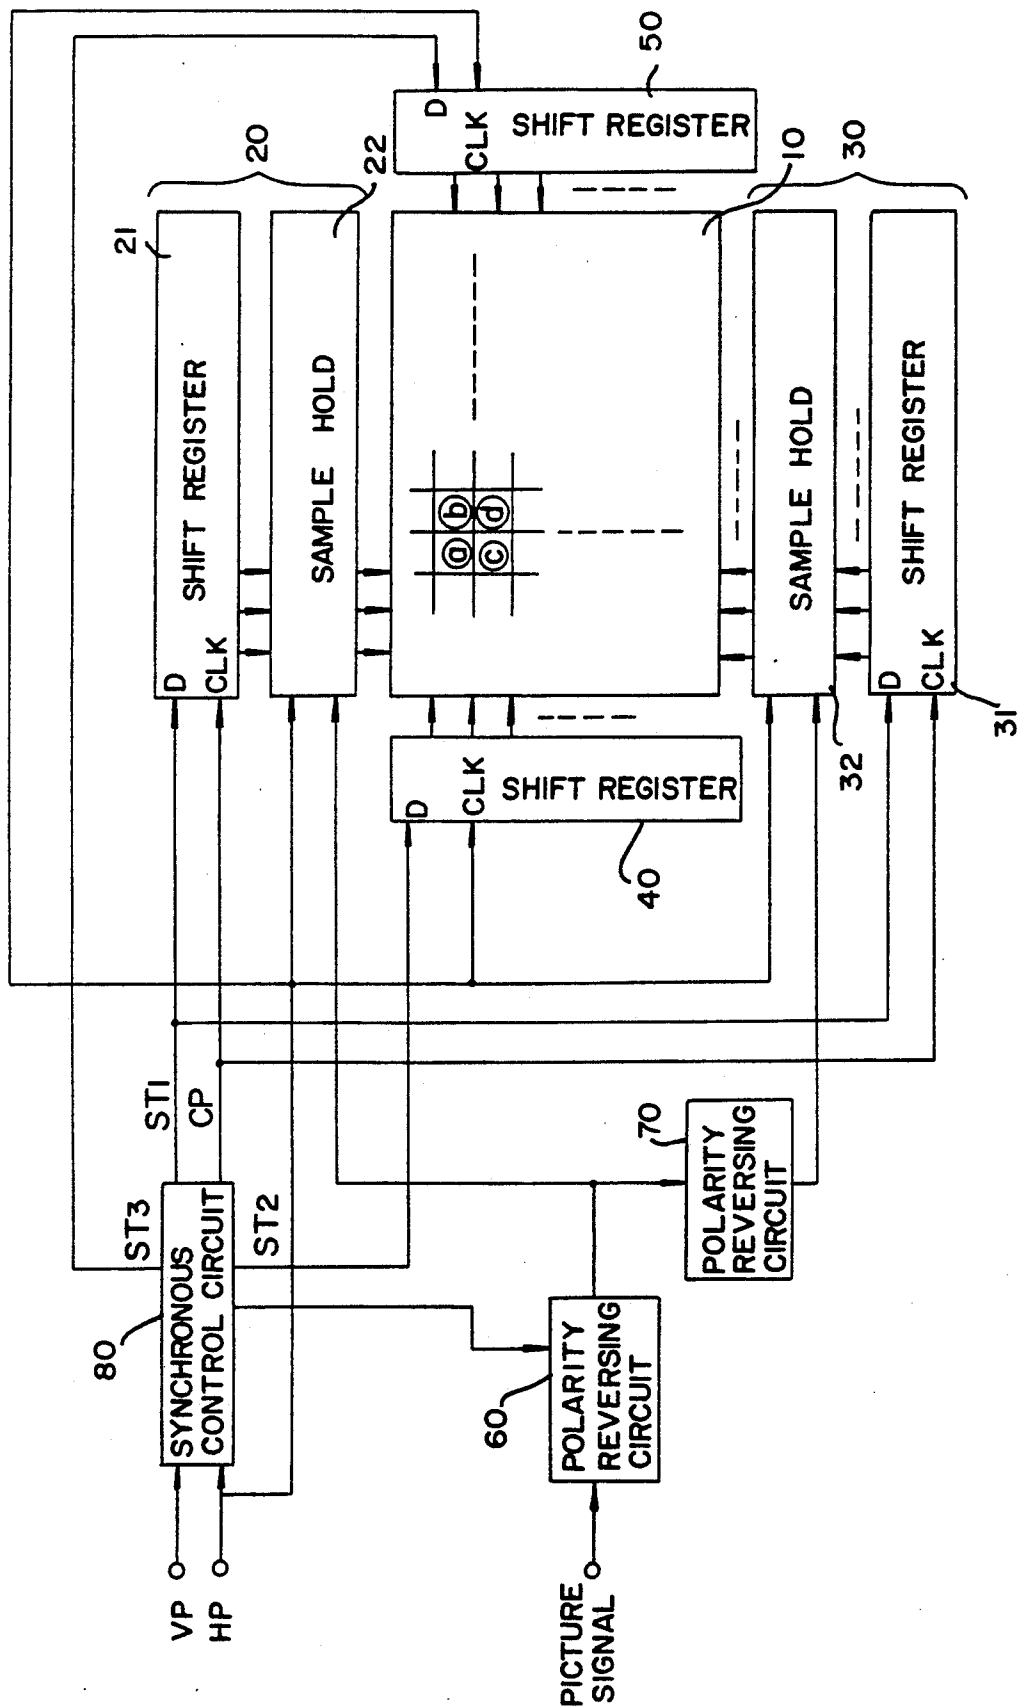 VP
HP
80
SYNCHRONOUS
CONTROL CIRCUIT
ST3
ST1
CP
ST2
PICTURE
SIGNAL
60
POLARITY
REVERSING
CIRCUIT
70
POLARITY
REVERSING
CIRCUIT
20
21
D
CLK
SHIFT REGISTER
22
SAMPLE HOLD
40
D
CLK
SHIFT REGISTER
10
a
b
c
d
50
D
CLK
SHIFT REGISTER
30
32
SAMPLE HOLD
31
D
CLK
SHIFT REGISTER